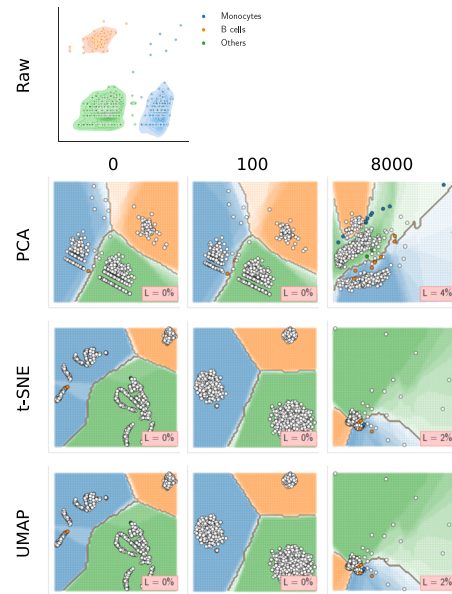 Raw
Monocytes
B cells
Others
0 100 8000
PCA
L = 0% L = 0% L = 4%
t-SNE
L = 0% L = 0% L = 2%
UMAP
L = 0% L = 0% L = 2%